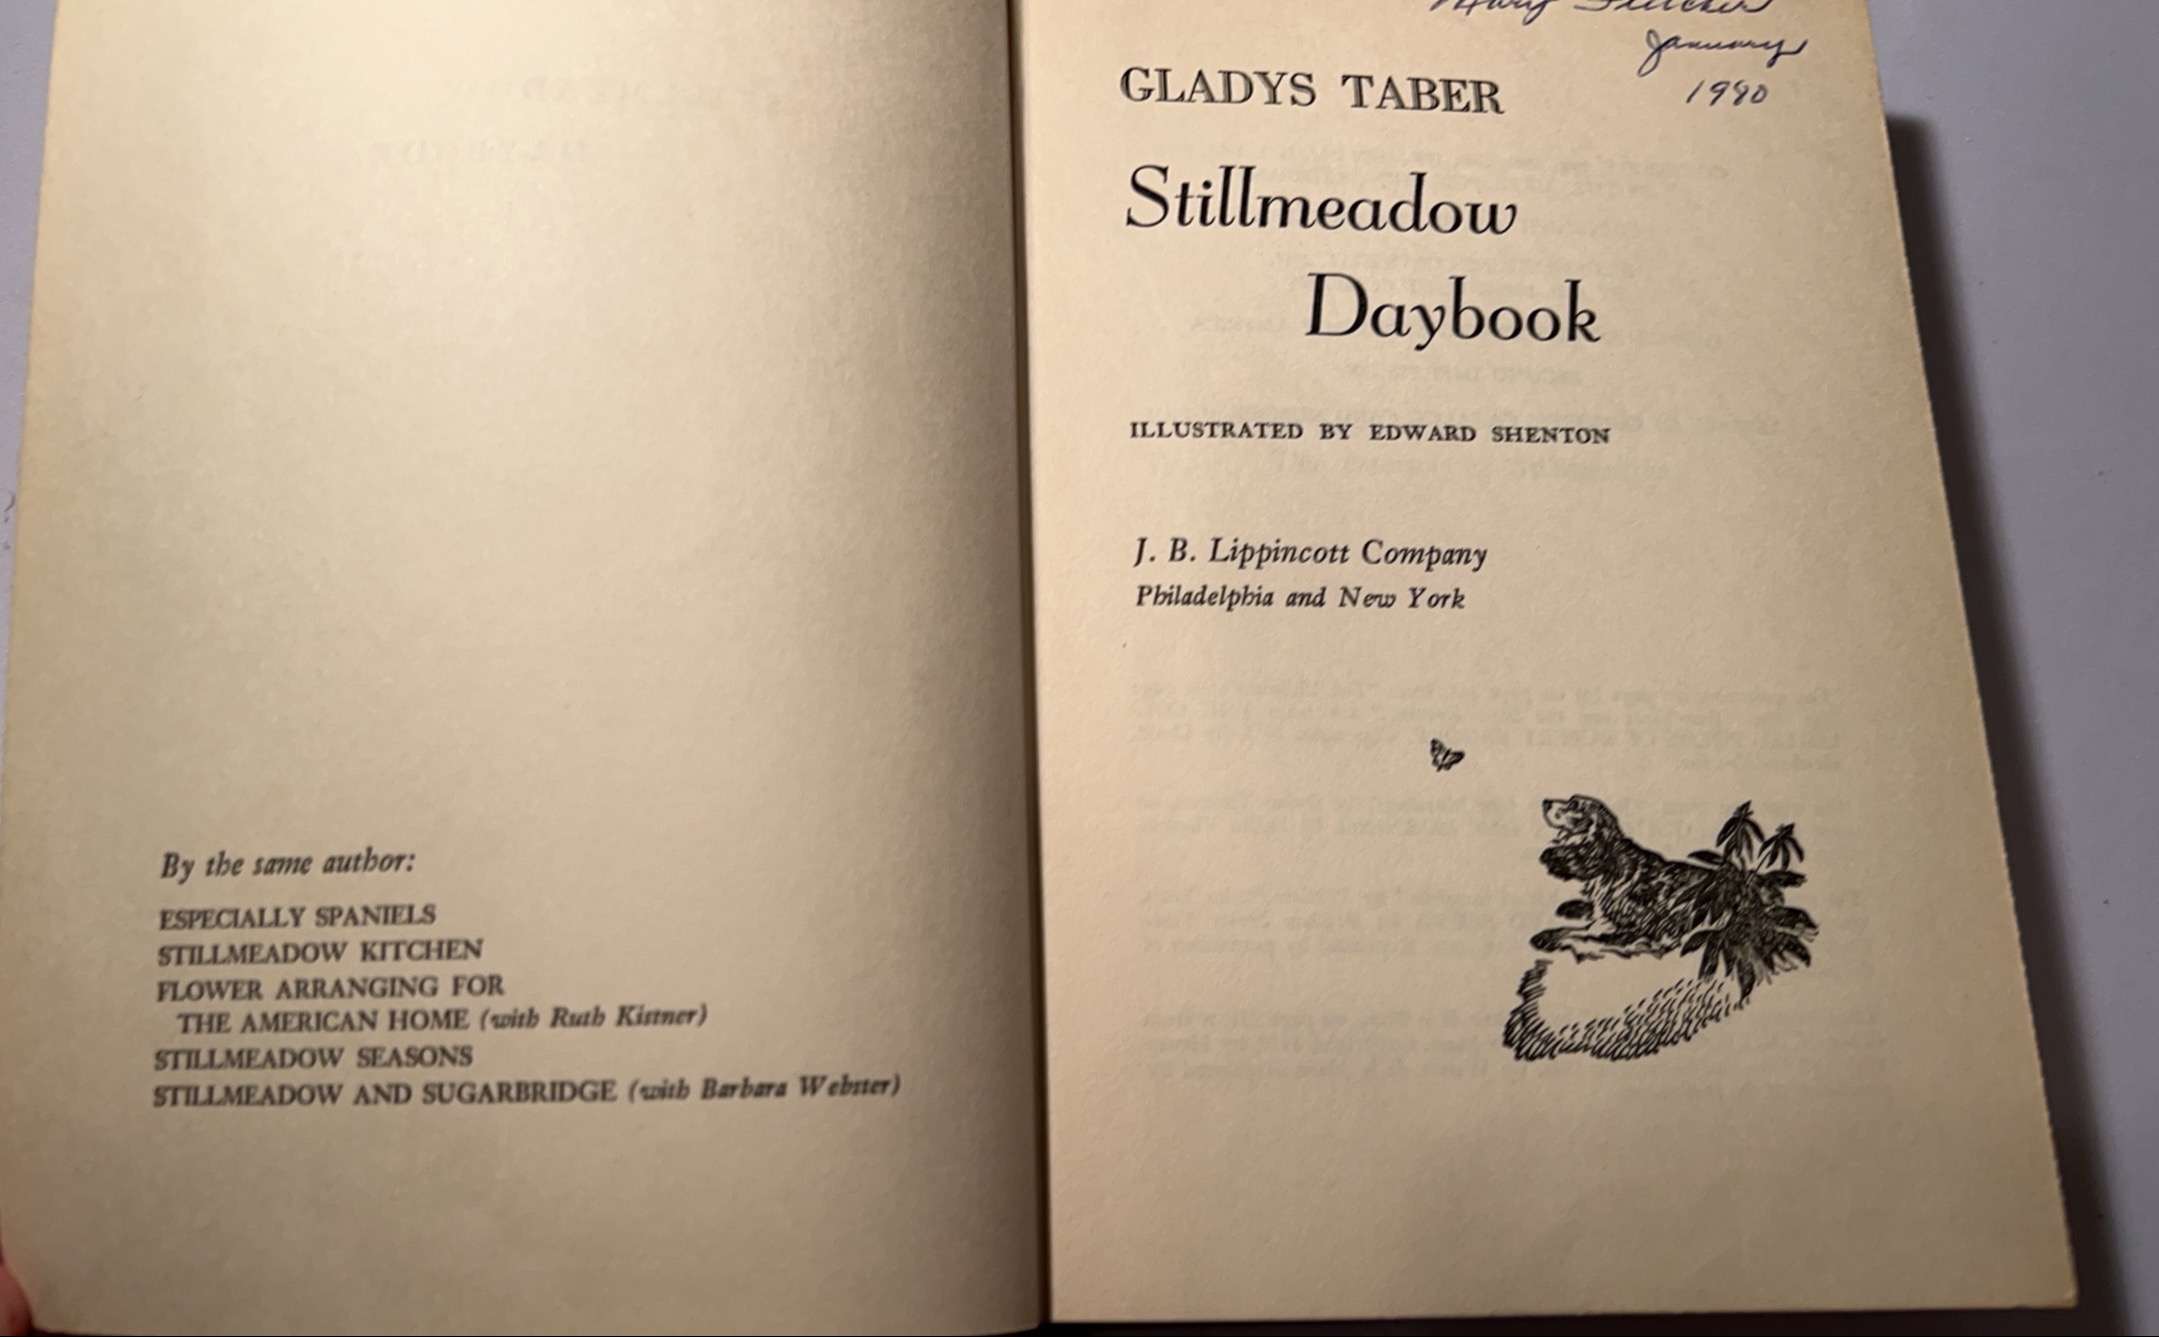 By the same author:
ESPECIALLY SPANIELS
STILLMEADOW KITCHEN
FLOWER ARRANGING FOR
THE AMERICAN HOME (with Ruth Kistner)
STILLMEADOW SEASONS
STILLMEADOW AND SUGARBRIDGE (with Barbara Webster)
Mary
January
1980
GLADYS TABER
Stillmeadow
Daybook
ILLUSTRATED BY EDWARD SHENTON
J. B. Lippincott Company
Philadelphia and New York